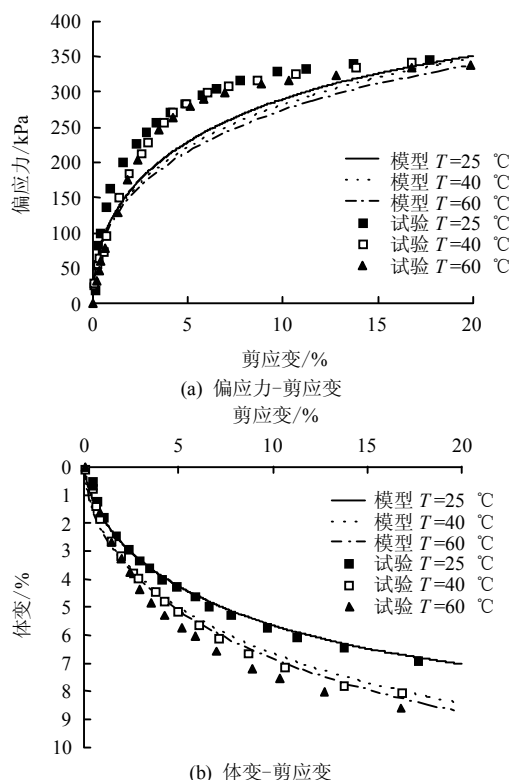 400
350
300
250
200
150
100
50
0
偏应力/kPa
模型 T=25 ℃
模型 T=40 ℃
模型 T=60 ℃
试验 T=25 ℃
试验 T=40 ℃
试验 T=60 ℃
0 5 10 15 20
剪应变/%
(a) 偏应力-剪应变
剪应变/%
0 5 10 15 20
0
1
2
3
4
5
6
7
8
9
10
体变/%
模型 T=25 ℃
模型 T=40 ℃
模型 T=60 ℃
试验 T=25 ℃
试验 T=40 ℃
试验 T=60 ℃
(b) 体变-剪应变